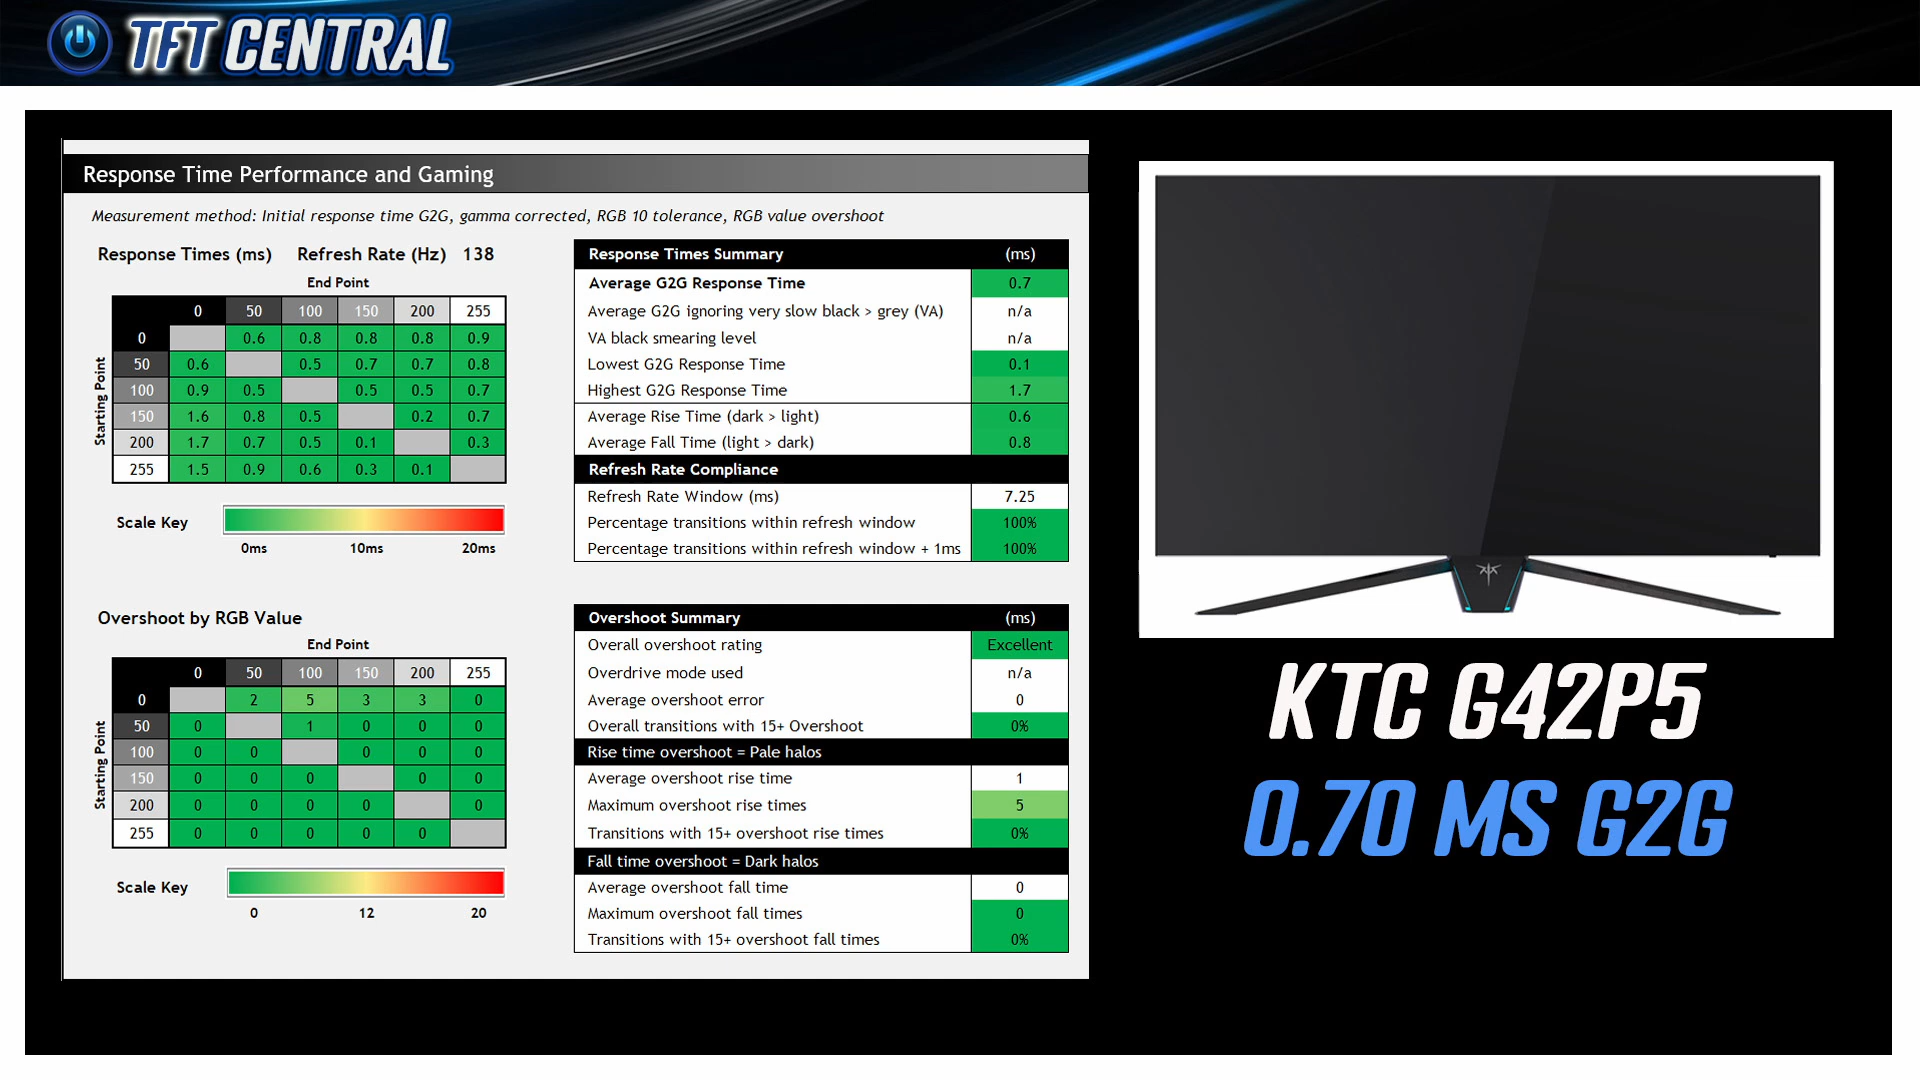 TFT CENTRAL
Response Time Performance and Gaming
Measurement method: Initial response time G2G, gamma corrected, RGB 10 tolerance, RGB value overshoot
Response Times (ms) Refresh Rate (Hz) 138
End Point
Starting Point
0 50 100 150 200 255
0 0.6 0.8 0.8 0.8 0.9
50 0.6 0.5 0.7 0.7 0.8
100 0.9 0.5 0.5 0.5 0.7
150 1.6 0.8 0.5 0.2 0.7
200 1.7 0.7 0.5 0.1 0.3
255 1.5 0.9 0.6 0.3 0.1
Scale Key
0ms 10ms 20ms
Response Times Summary (ms)
Average G2G Response Time 0.7
Average G2G ignoring very slow black > grey (VA) n/a
VA black smearing level n/a
Lowest G2G Response Time 0.1
Highest G2G Response Time 1.7
Average Rise Time (dark > light) 0.6
Average Fall Time (light > dark) 0.8
Refresh Rate Compliance
Refresh Rate Window (ms) 7.25
Percentage transitions within refresh window 100%
Percentage transitions within refresh window + 1ms 100%
Overshoot by RGB Value
End Point
Starting Point
0 50 100 150 200 255
0 2 5 3 3 0
50 0 1 0 0 0
100 0 0 0 0 0
150 0 0 0 0 0
200 0 0 0 0 0
255 0 0 0 0 0
Scale Key
0 12 20
Overshoot Summary (ms)
Overall overshoot rating Excellent
Overdrive mode used n/a
Average overshoot error 0
Overall transitions with 15+ Overshoot 0%
Rise time overshoot = Pale halos
Average overshoot rise time 1
Maximum overshoot rise times 5
Transitions with 15+ overshoot rise times 0%
Fall time overshoot = Dark halos
Average overshoot fall time 0
Maximum overshoot fall times 0
Transitions with 15+ overshoot fall times 0%
KTC G42P5
0.70 MS G2G